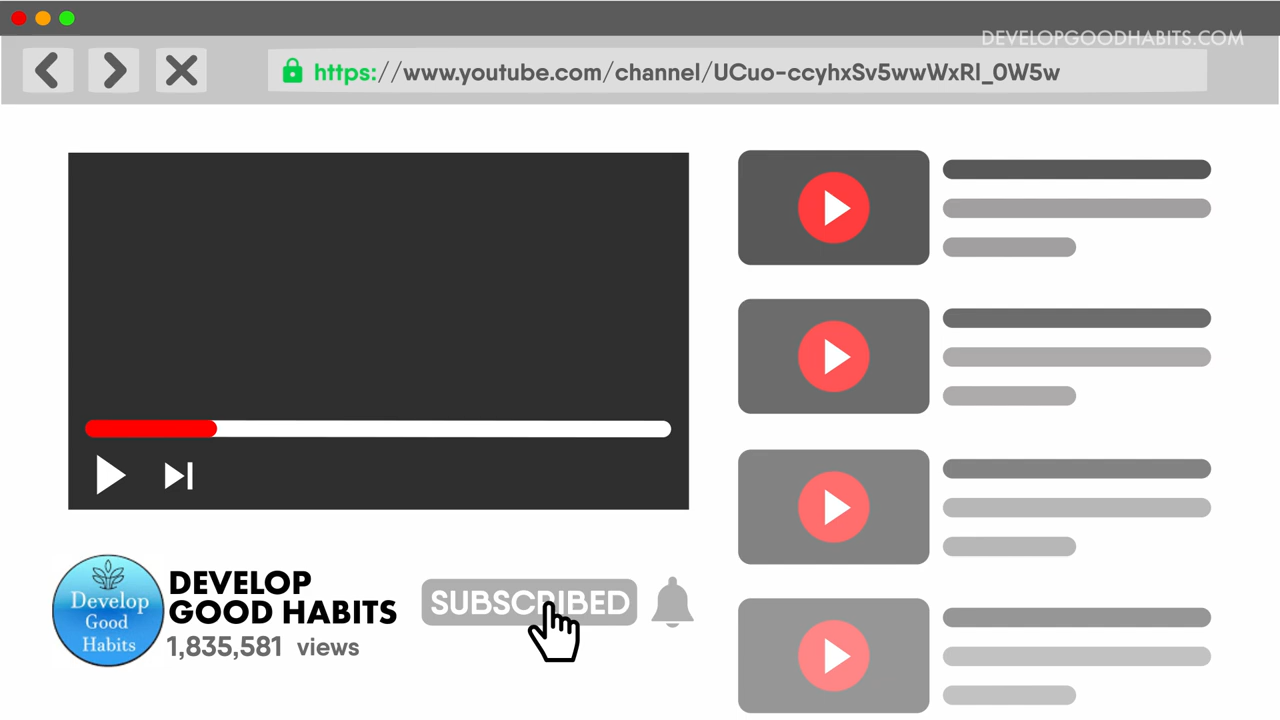 DEVELOPGOODHABITS.COM
https://www.youtube.com/channel/UCuo-ccyhxSv5wwWxRl_0W5w
Develop
Good
Habits
DEVELOP
GOOD HABITS
1,835,581 views
SUBSCRIBED